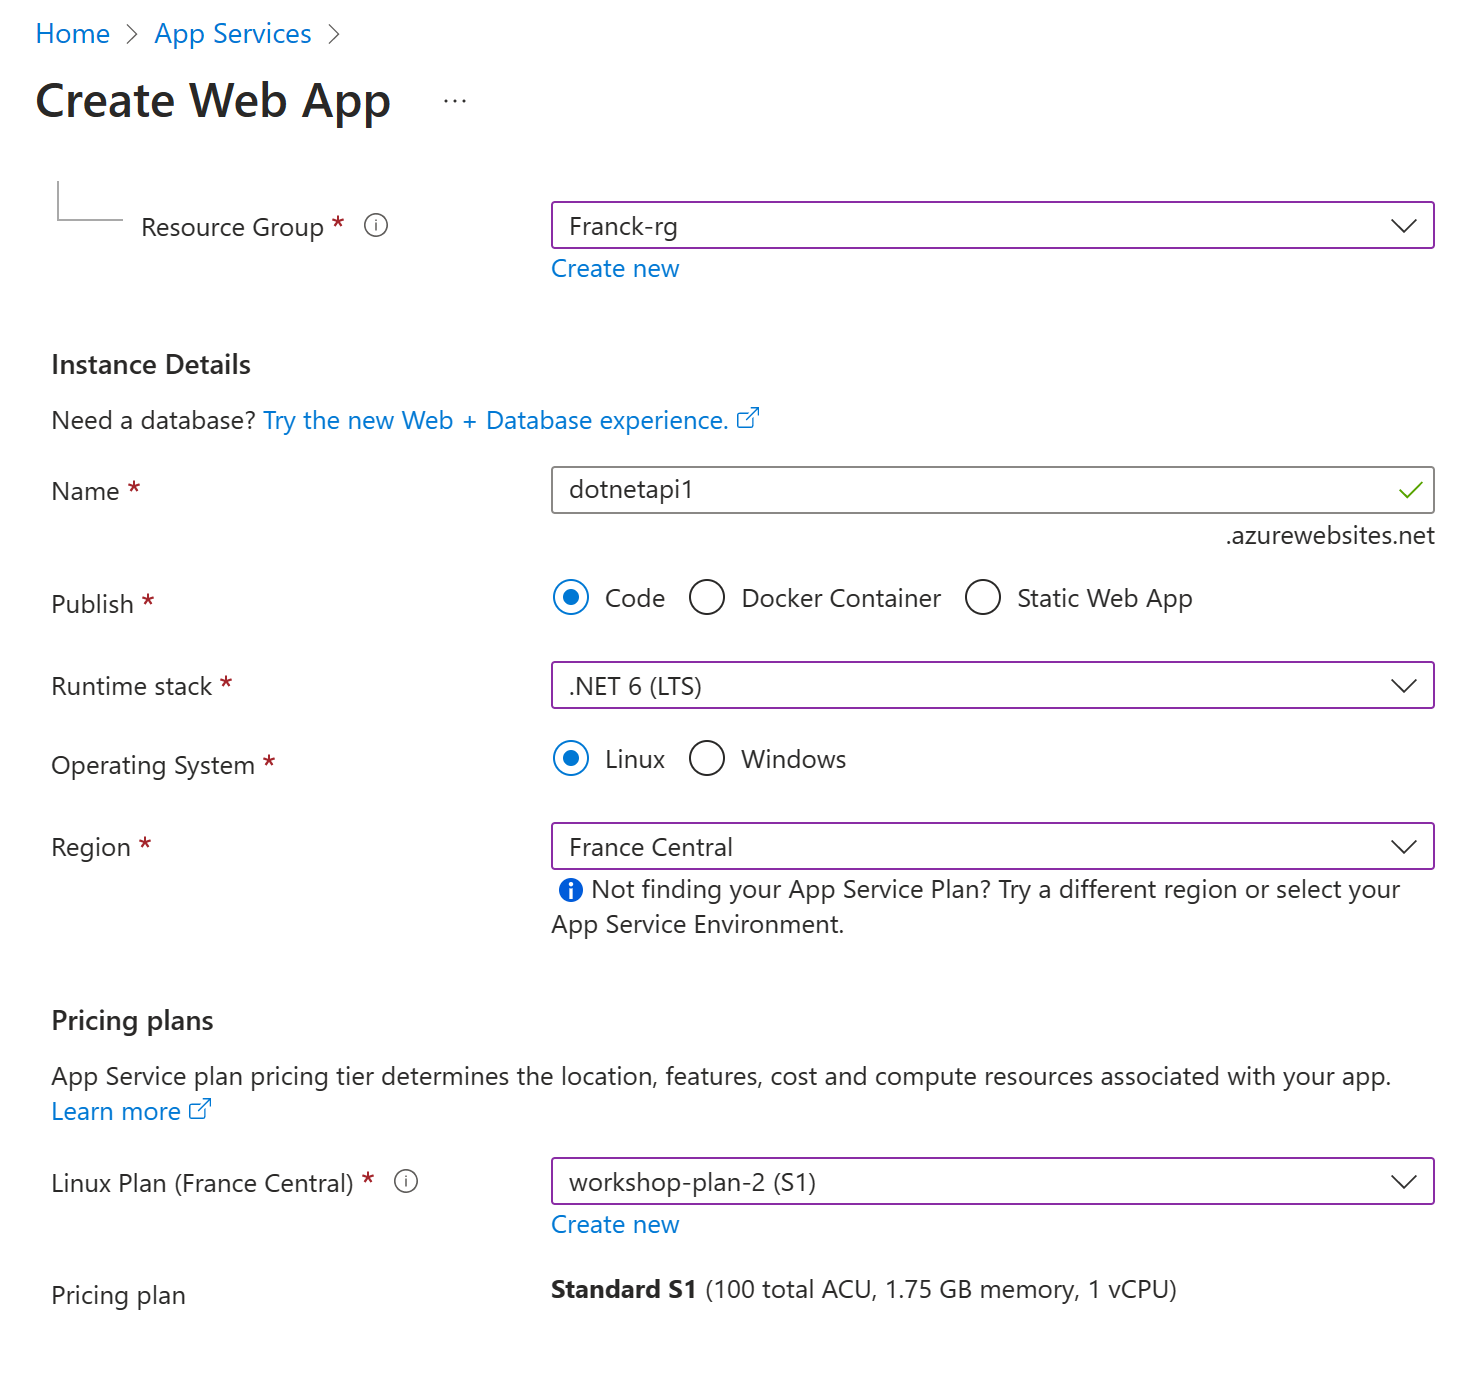 Home > App Services >
Create Web App ...
Resource Group *
Franck-rg
Create new
Instance Details
Need a database? Try the new Web + Database experience.
Name *
dotnetapi1
.azurewebsites.net
Publish *
Code Docker Container Static Web App
Runtime stack *
.NET 6 (LTS)
Operating System *
Linux Windows
Region *
France Central
Not finding your App Service Plan? Try a different region or select your
App Service Environment.
Pricing plans
App Service plan pricing tier determines the location, features, cost and compute resources associated with your app.
Learn more
Linux Plan (France Central) *
workshop-plan-2 (S1)
Create new
Pricing plan
Standard S1 (100 total ACU, 1.75 GB memory, 1 vCPU)